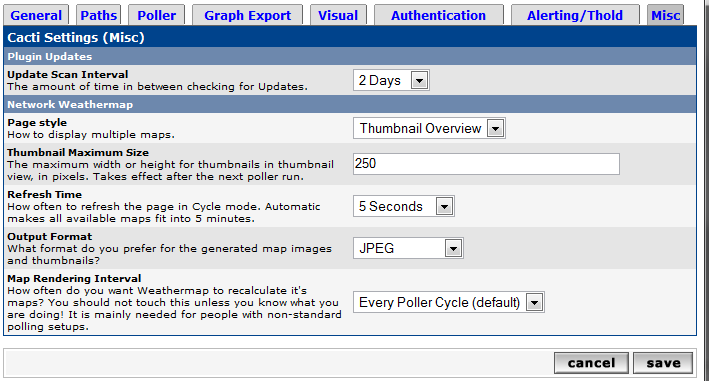 General Paths Poller Graph Export Visual Authentication Alerting/Thold Misc
Cacti Settings (Misc)
Plugin Updates
Update Scan Interval
The amount of time in between checking for Updates.
2 Days
Network Weathermap
Page style
How to display multiple maps.
Thumbnail Overview
Thumbnail Maximum Size
The maximum width or height for thumbnails in thumbnail
view, in pixels. Takes effect after the next poller run.
250
Refresh Time
How often to refresh the page in Cycle mode. Automatic
makes all available maps fit into 5 minutes.
5 Seconds
Output Format
What format do you prefer for the generated map images
and thumbnails?
JPEG
Map Rendering Interval
How often do you want Weathermap to recalculate it's
maps? You should not touch this unless you know what you
are doing! It is mainly needed for people with non-standard
polling setups.
Every Poller Cycle (default)
cancel save